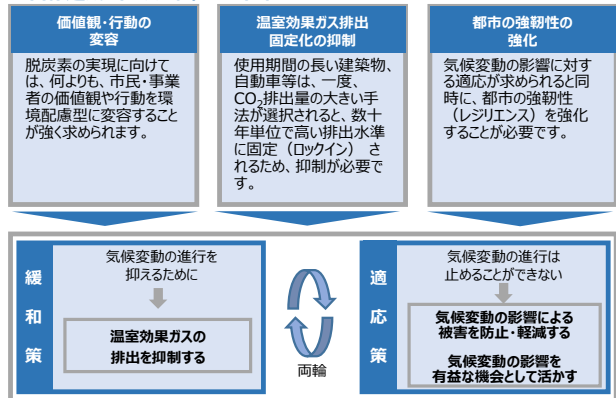 価値観・行動の
変容
脱炭素の実現に向けて
は、何よりも、市民・事業
者の価値観や行動を環
境配慮型に変容すること
が強く求められます。
温室効果ガス排出
固定化の抑制
使用期間の長い建築物、
自動車等は、一度、
CO₂排出量の大きい手
法が選択されると、数十
年単位で高い排出水準
に固定（ロックイン） さ
れるため、抑制が必要で
す。
都市の強靭性の
強化
気候変動の影響に対す
る適応が求められると同
時に、都市の強靭性
（レジリエンス）を強化
することが必要です。
緩和策
気候変動の進行を
抑えるために
温室効果ガスの
排出を抑制する
両輪
適応策
気候変動の進行は
止めることができない
気候変動の影響による
被害を防止・軽減する
気候変動の影響を
有益な機会として活かす